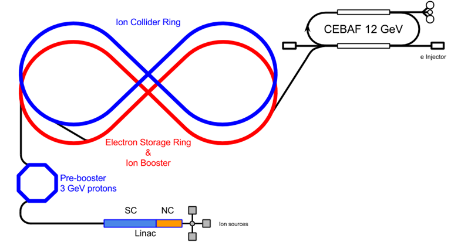 Ion Collider Ring
CEBAF 12 GeV
e Injector
Electron Storage Ring
&
Ion Booster
Pre-booster
3 GeV protons
SC
NC
Linac
Ion sources